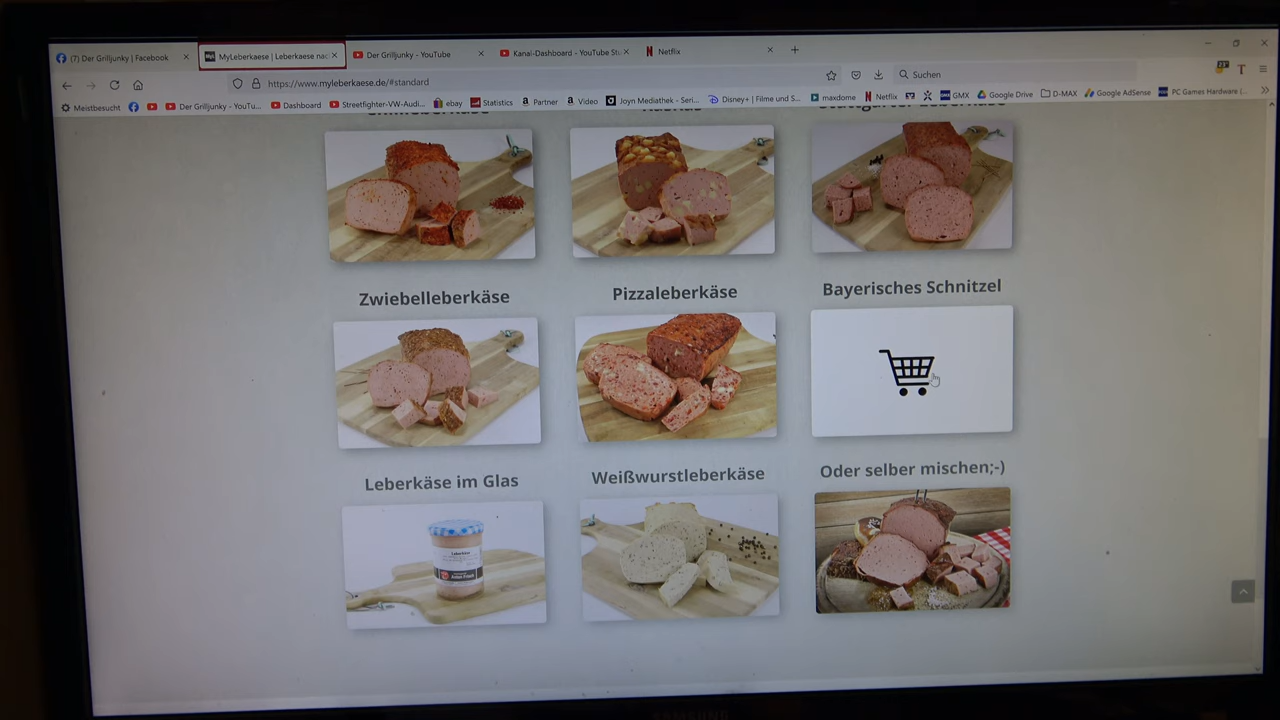 (7) Der Grilljunky | Facebook
MyLeberkaese | Leberkaese nac
Der Grilljunky - YouTube
Kanal-Dashboard - YouTube Stu
Netflix
https://www.myleberkaese.de/#standard
Suchen
Meistbesucht
Der Grilljunky - YouTu...
Dashboard
Streetfighter-VW-Audi...
ebay
Statistics
Partner
Video
Joyn Mediathek - Seri...
Disney+ | Filme und S...
maxdome
Netflix
GMX
Google Drive
D-MAX
Google AdSense
PC Games Hardware (...
Zwiebelleberkäse
Pizzaleberkäse
Bayerisches Schnitzel
Leberkäse im Glas
Weißwurstleberkäse
Oder selber mischen;-)
Leberkäse